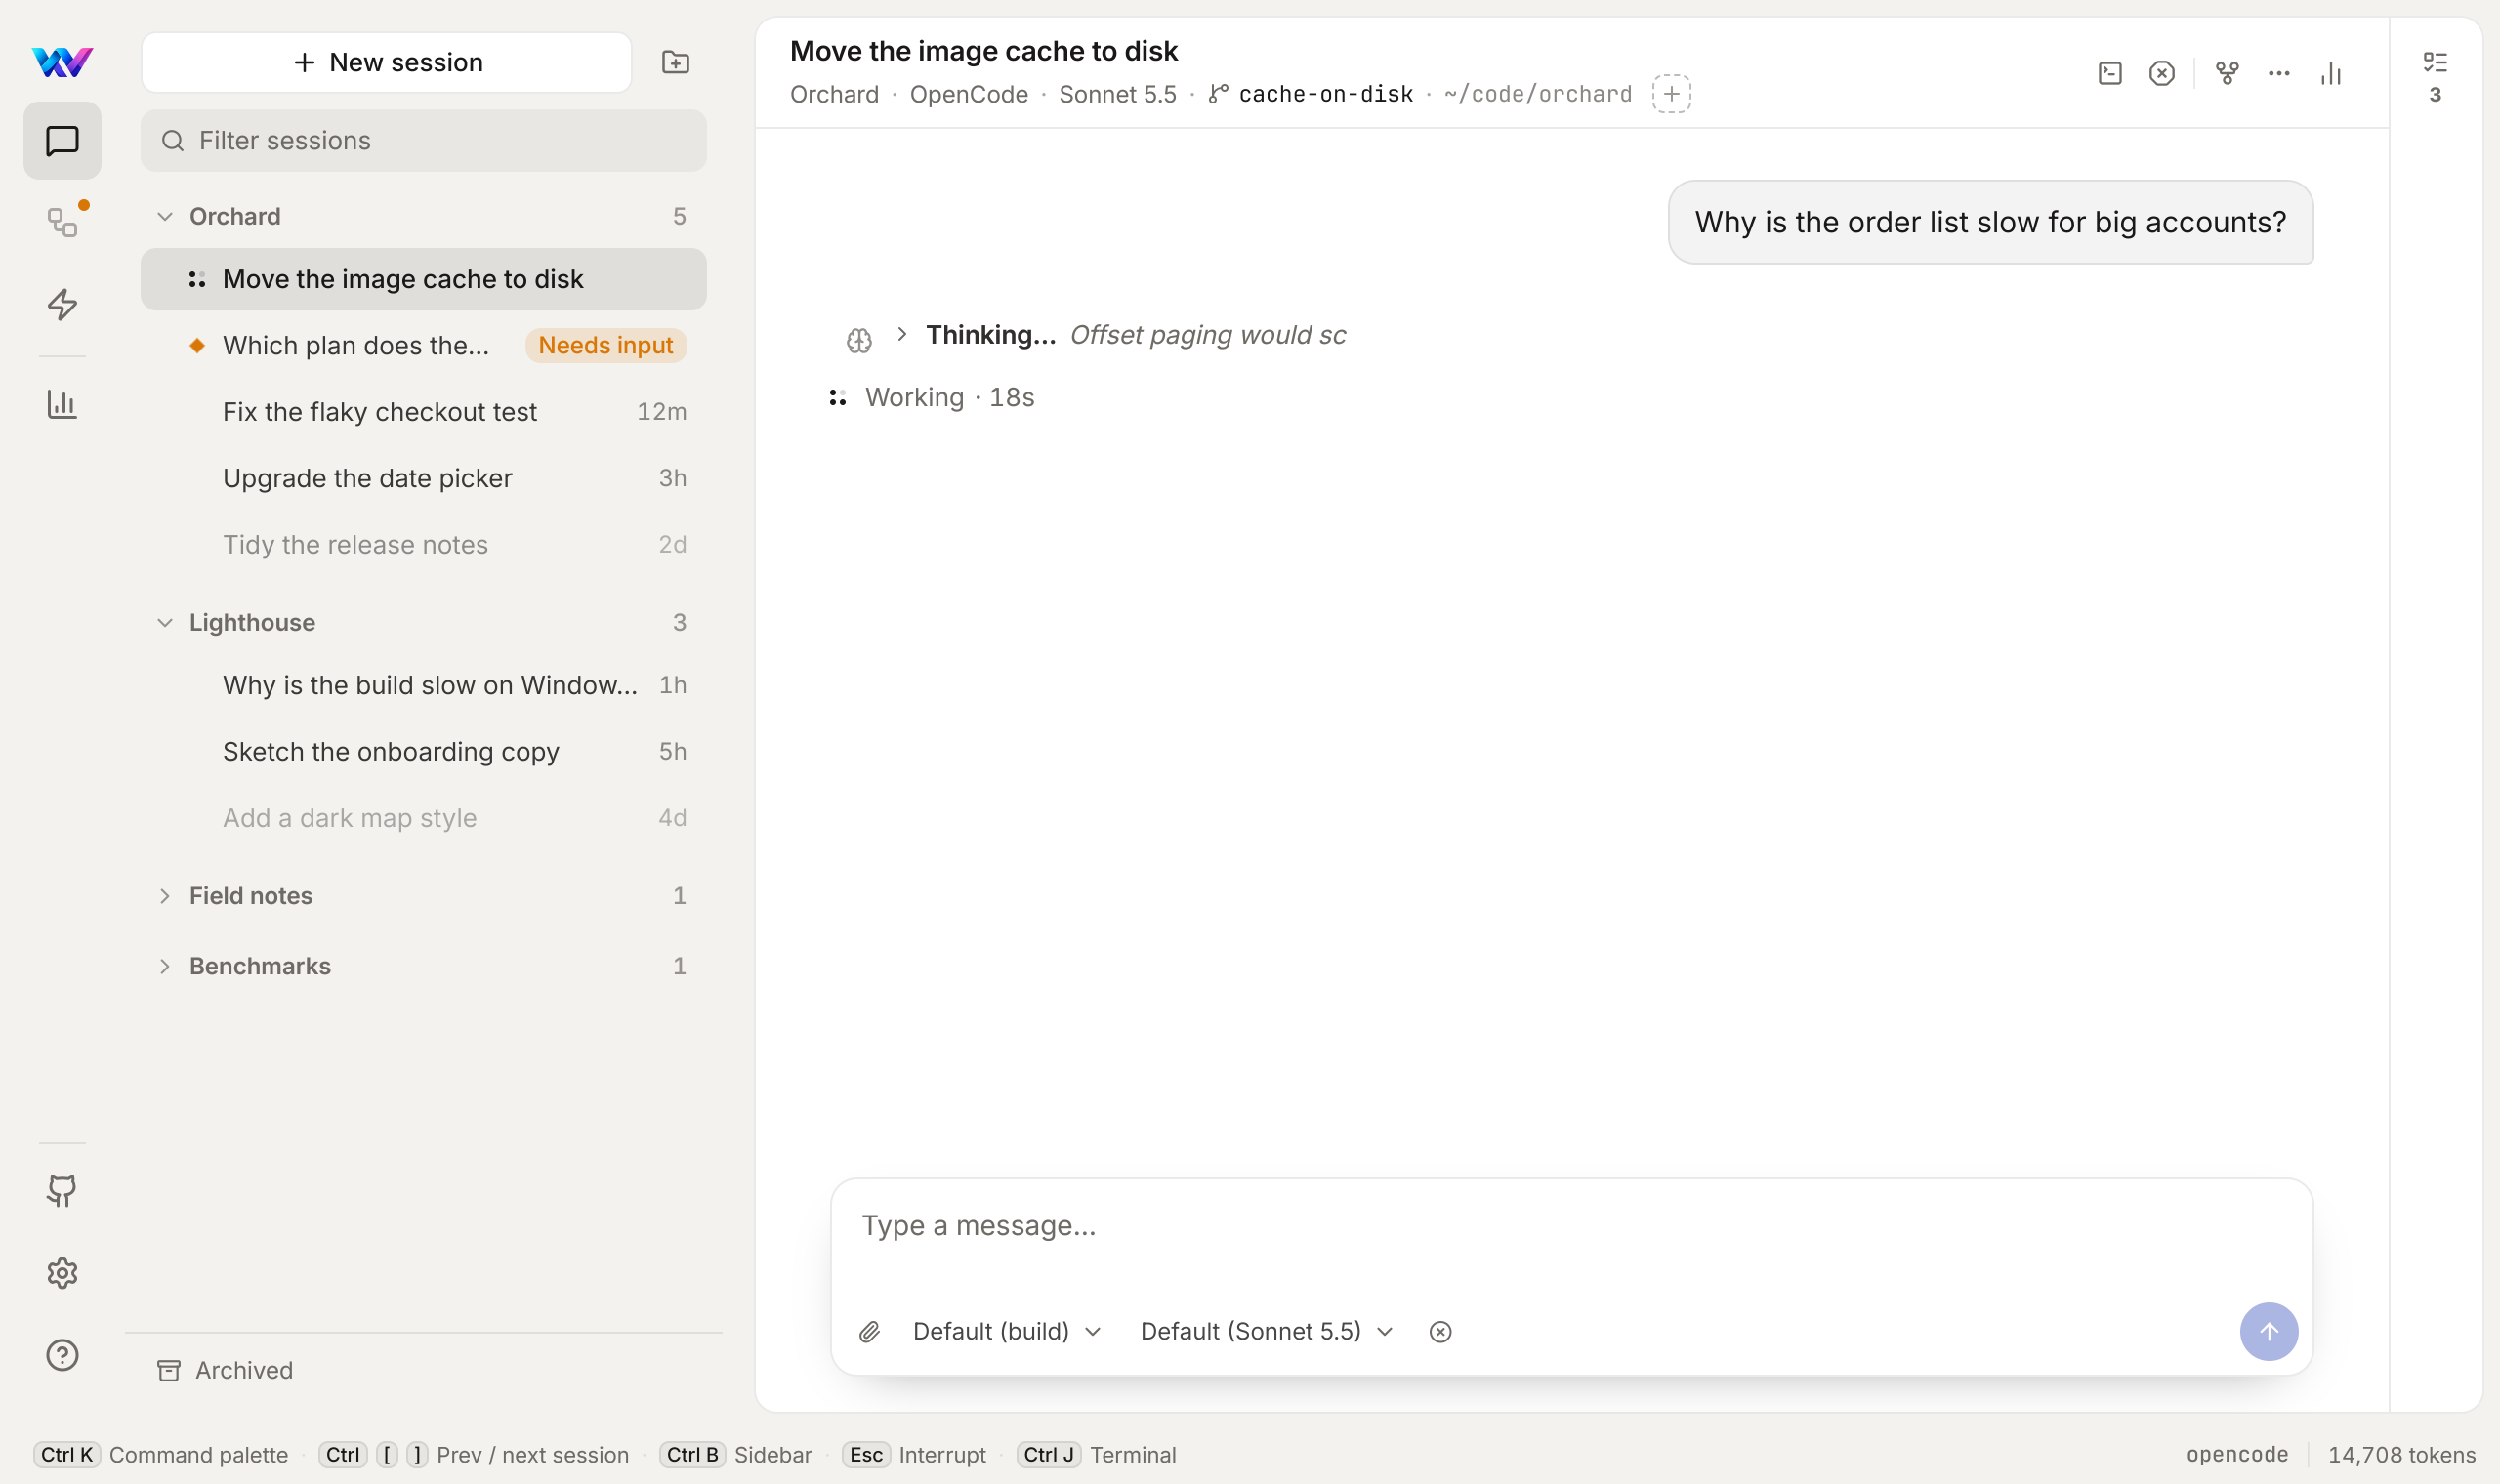 New session
Filter sessions
Orchard 5
Move the image cache to disk
Which plan does the... Needs input
Fix the flaky checkout test 12m
Upgrade the date picker 3h
Tidy the release notes 2d
Lighthouse 3
Why is the build slow on Window... 1h
Sketch the onboarding copy 5h
Add a dark map style 4d
Field notes 1
Benchmarks 1
Archived
Move the image cache to disk
Orchard · OpenCode · Sonnet 5.5 · cache-on-disk · ~/code/orchard
3
Why is the order list slow for big accounts?
Thinking... Offset paging would sc
Working · 18s
Type a message...
Default (build) Default (Sonnet 5.5)
Ctrl K Command palette · Ctrl [ ] Prev / next session · Ctrl B Sidebar · Esc Interrupt · Ctrl J Terminal
opencode 14,708 tokens